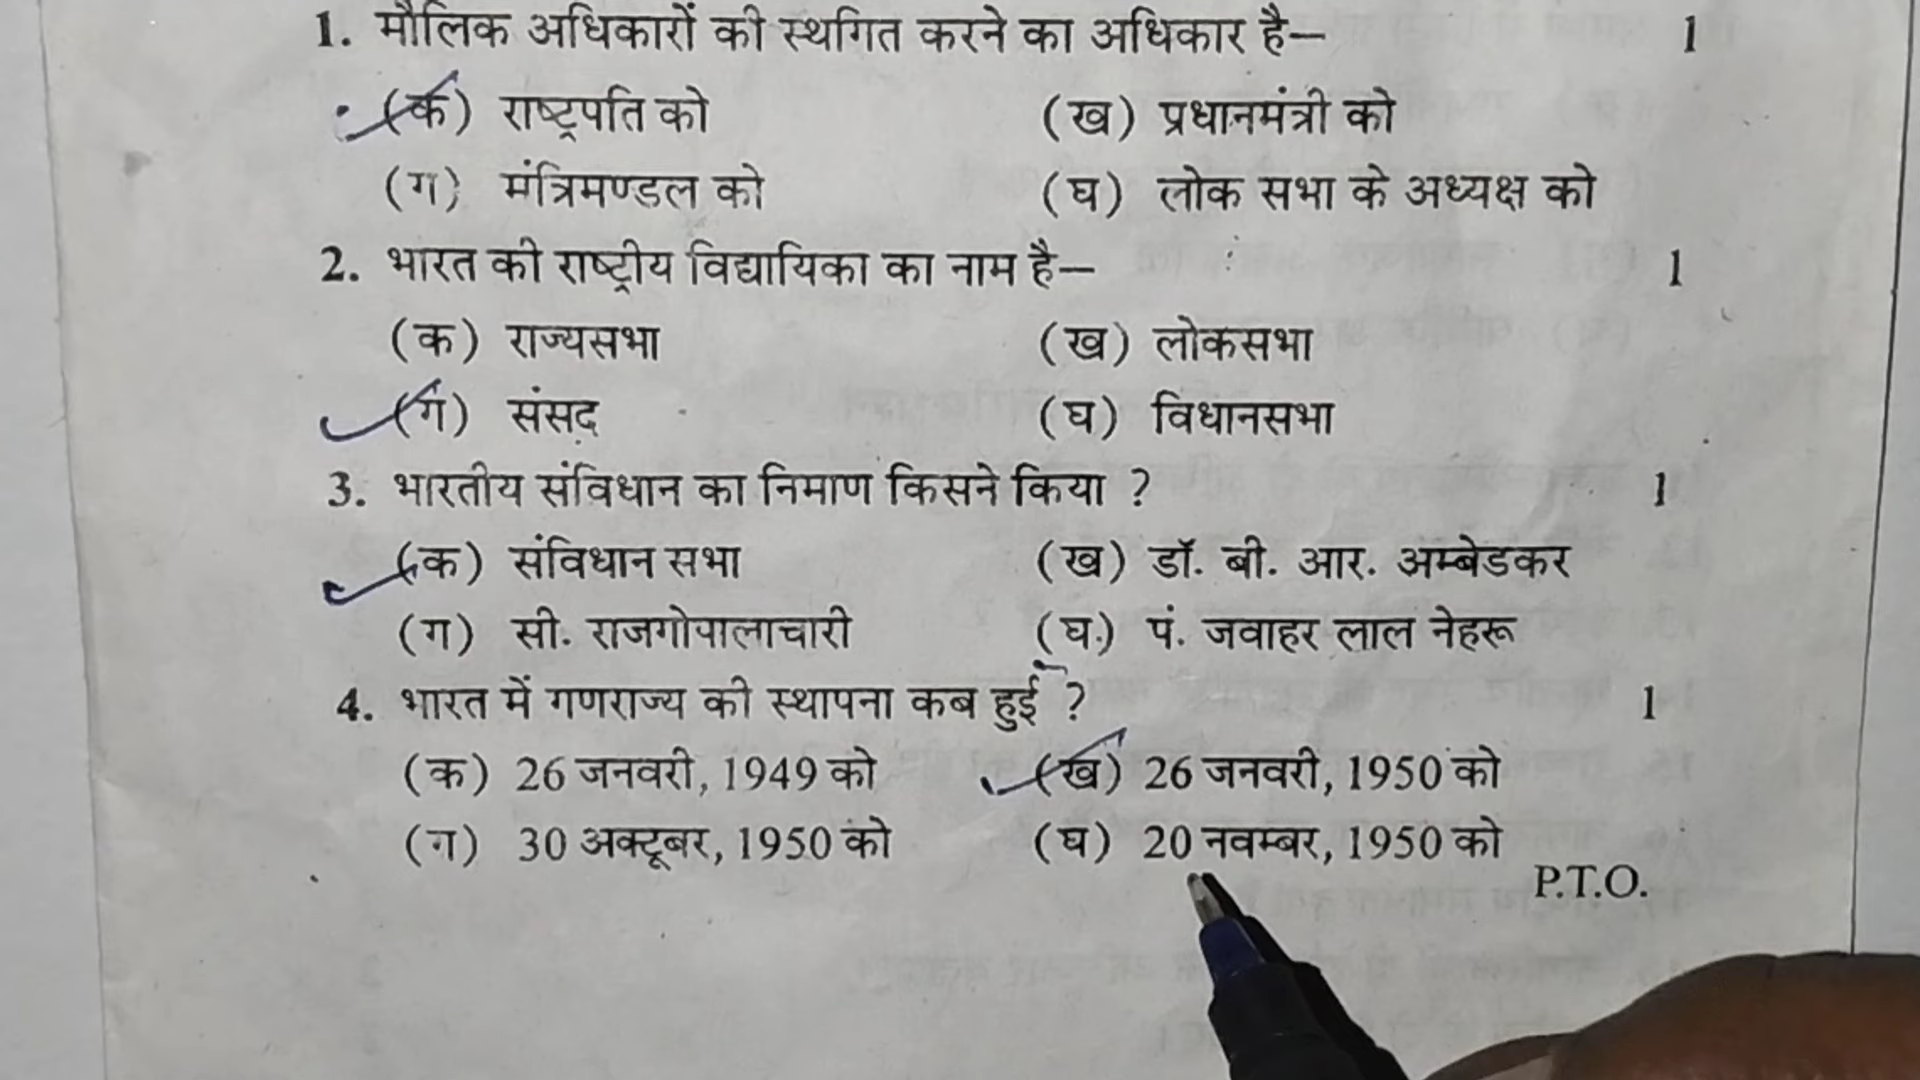 1. मौलिक अधिकारों की स्थगित करने का अधिकार है— 1
(क) राष्ट्रपति को (ख) प्रधानमंत्री को
(ग) मंत्रिमण्डल को (घ) लोक सभा के अध्यक्ष को
2. भारत की राष्ट्रीय विद्यायिका का नाम है— 1
(क) राज्यसभा (ख) लोकसभा
(ग) संसद (घ) विधानसभा
3. भारतीय संविधान का निमाण किसने किया ? 1
(क) संविधान सभा (ख) डॉ. बी. आर. अम्बेडकर
(ग) सी. राजगोपालाचारी (घ) पं. जवाहर लाल नेहरू
4. भारत में गणराज्य की स्थापना कब हुई ? 1
(क) 26 जनवरी, 1949 को (ख) 26 जनवरी, 1950 को
(ग) 30 अक्टूबर, 1950 को (घ) 20 नवम्बर, 1950 को
P.T.O.